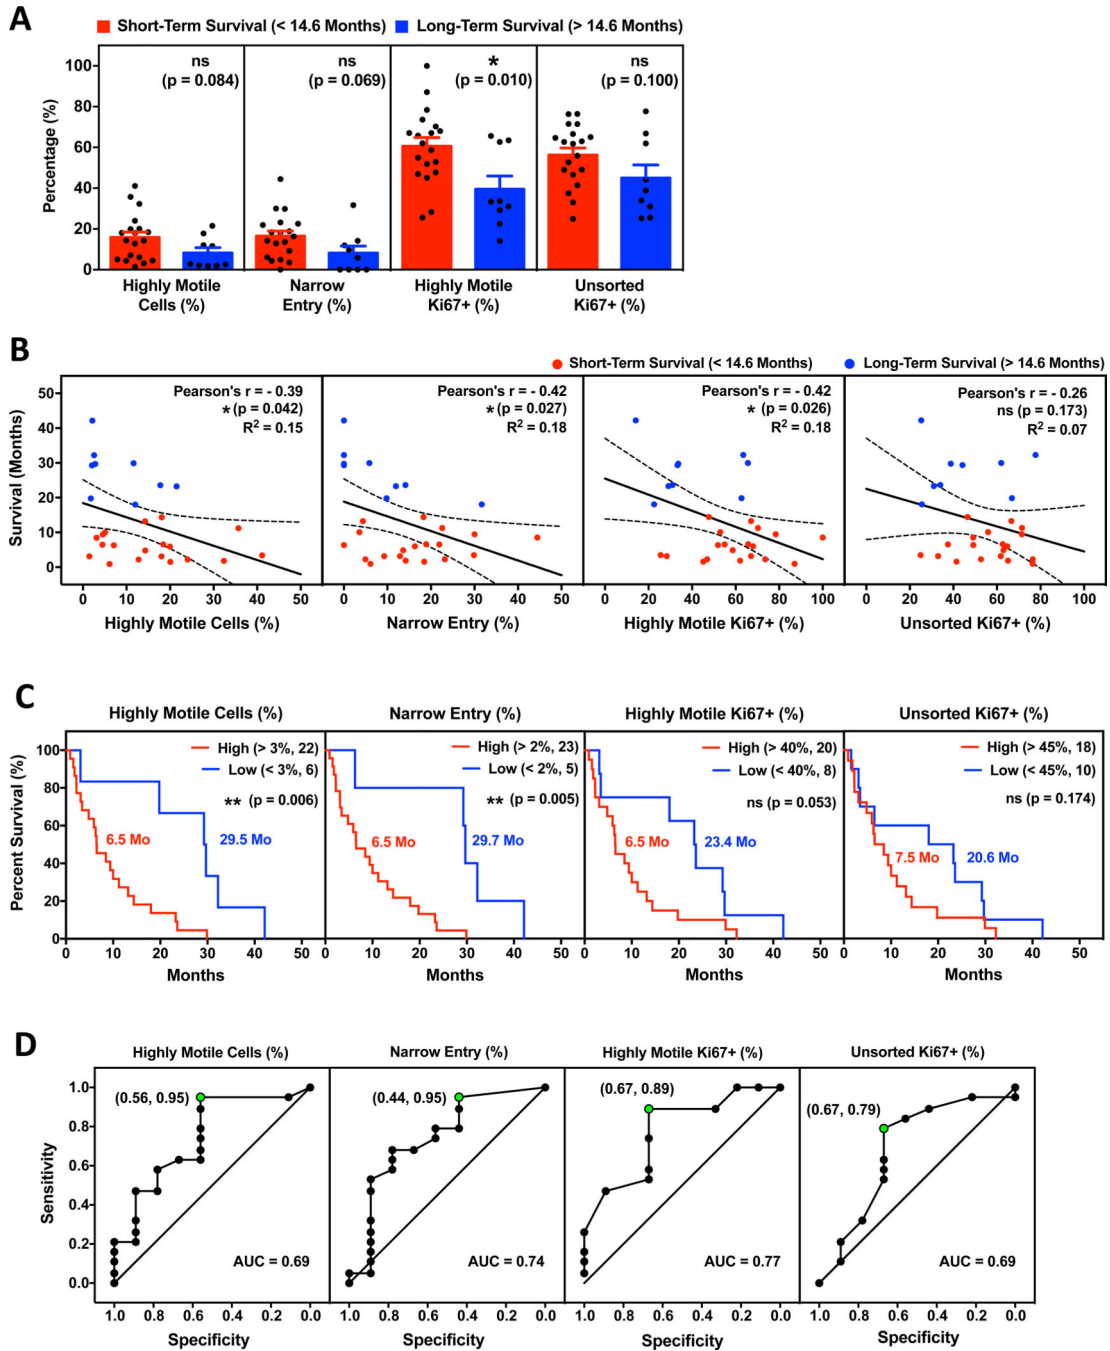 A
Short-Term Survival (< 14.6 Months) Long-Term Survival (> 14.6 Months)
ns
(p = 0.084)
ns
(p = 0.069)
*
(p = 0.010)
ns
(p = 0.100)
Percentage (%)
100
80
60
40
20
0
Highly Motile
Cells (%)
Narrow
Entry (%)
Highly Motile
Ki67+ (%)
Unsorted
Ki67+ (%)
B
Short-Term Survival (< 14.6 Months) Long-Term Survival (> 14.6 Months)
Survival (Months)
50
40
30
20
10
0
Pearson's r = - 0.39
* (p = 0.042)
R² = 0.15
0 10 20 30 40 50
Highly Motile Cells (%)
Pearson's r = - 0.42
* (p = 0.027)
R² = 0.18
0 10 20 30 40 50
Narrow Entry (%)
Pearson's r = - 0.42
* (p = 0.026)
R² = 0.18
0 20 40 60 80 100
Highly Motile Ki67+ (%)
Pearson's r = - 0.26
ns (p = 0.173)
R² = 0.07
0 20 40 60 80 100
Unsorted Ki67+ (%)
C
Percent Survival (%)
100
80
60
40
20
0
Highly Motile Cells (%)
High (> 3%, 22)
Low (< 3%, 6)
** (p = 0.006)
6.5 Mo
29.5 Mo
0 10 20 30 40 50
Months
Narrow Entry (%)
High (> 2%, 23)
Low (< 2%, 5)
** (p = 0.005)
6.5 Mo
29.7 Mo
0 10 20 30 40 50
Months
Highly Motile Ki67+ (%)
High (> 40%, 20)
Low (< 40%, 8)
ns (p = 0.053)
6.5 Mo
23.4 Mo
0 10 20 30 40 50
Months
Unsorted Ki67+ (%)
High (> 45%, 18)
Low (< 45%, 10)
ns (p = 0.174)
7.5 Mo
20.6 Mo
0 10 20 30 40 50
Months
D
Sensitivity
1.0
0.8
0.6
0.4
0.2
0.0
Highly Motile Cells (%)
(0.56, 0.95)
AUC = 0.69
1.0 0.8 0.6 0.4 0.2 0.0
Specificity
Narrow Entry (%)
(0.44, 0.95)
AUC = 0.74
1.0 0.8 0.6 0.4 0.2 0.0
Specificity
Highly Motile Ki67+ (%)
(0.67, 0.89)
AUC = 0.77
1.0 0.8 0.6 0.4 0.2 0.0
Specificity
Unsorted Ki67+ (%)
(0.67, 0.79)
AUC = 0.69
1.0 0.8 0.6 0.4 0.2 0.0
Specificity